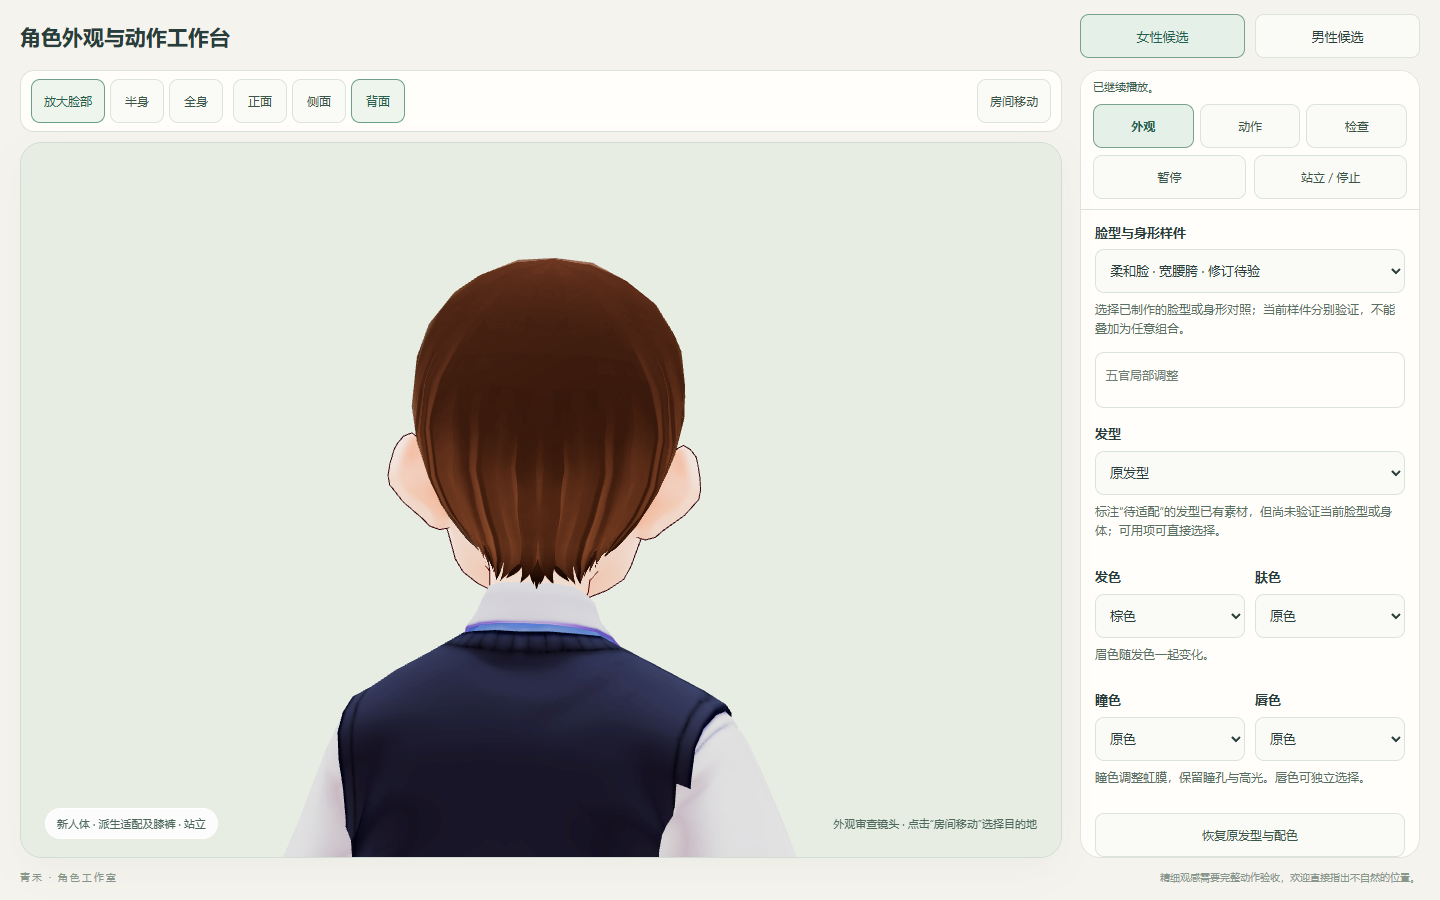 角色外观与动作工作台
女性候选
男性候选
放大脸部
半身
全身
正面
侧面
背面
房间移动
已继续播放。
外观
动作
检查
暂停
站立 / 停止
脸型与身形样件
柔和脸 · 宽腰胯 · 修订待验
选择已制作的脸型或身形对照；当前样件分别验证，不能
叠加为任意组合。
五官局部调整
发型
原发型
标注“待适配”的发型已有素材，但尚未验证当前脸型或身
体；可用项可直接选择。
发色
肤色
棕色
原色
眉色随发色一起变化。
瞳色
唇色
原色
原色
瞳色调整虹膜，保留瞳孔与高光。唇色可独立选择。
恢复原发型与配色
新人体 · 派生适配及膝裤 · 站立
外观审查镜头 · 点击“房间移动”选择目的地
青禾 · 角色工作室
精细观感需要完整动作验收，欢迎直接指出不自然的位置。